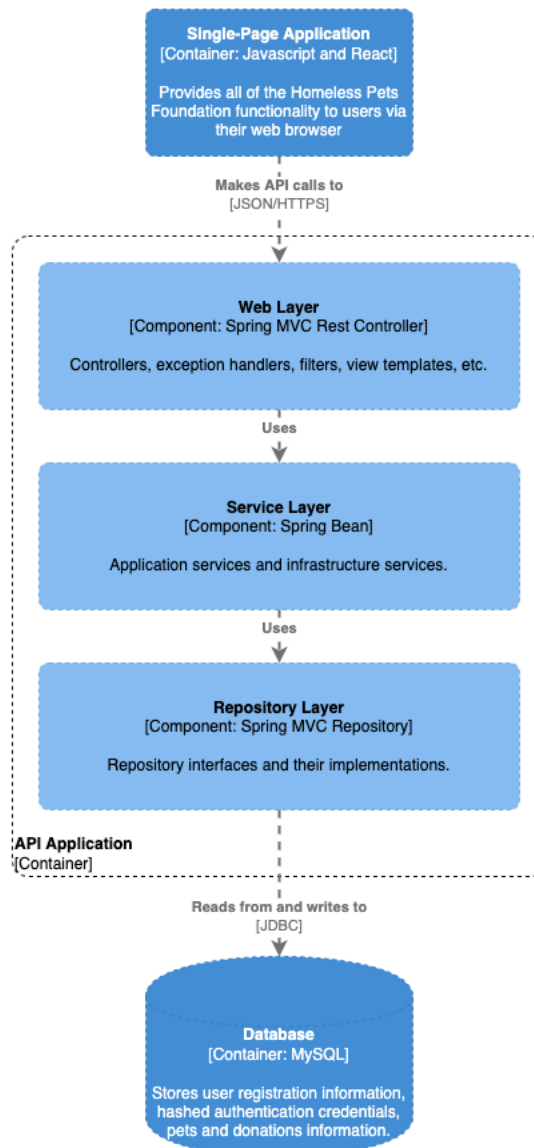 Single-Page Application
[Container: Javascript and React]
Provides all of the Homeless Pets
Foundation functionality to users via
their web browser
Makes API calls to
[JSON/HTTPS]
Web Layer
[Component: Spring MVC Rest Controller]
Controllers, exception handlers, filters, view templates, etc.
Uses
Service Layer
[Component: Spring Bean]
Application services and infrastructure services.
Uses
Repository Layer
[Component: Spring MVC Repository]
Repository interfaces and their implementations.
API Application
[Container]
Reads from and writes to
[JDBC]
Database
[Container: MySQL]
Stores user registration information,
hashed authentication credentials,
pets and donations information.